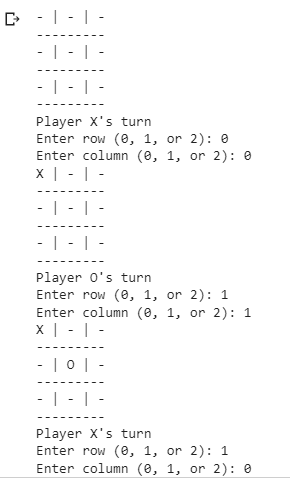 - | - | -
---------
- | - | -
---------
- | - | -
---------
Player X's turn
Enter row (0, 1, or 2): 0
Enter column (0, 1, or 2): 0
X | - | -
---------
- | - | -
---------
- | - | -
---------
Player O's turn
Enter row (0, 1, or 2): 1
Enter column (0, 1, or 2): 1
X | - | -
---------
- | O | -
---------
- | - | -
---------
Player X's turn
Enter row (0, 1, or 2): 1
Enter column (0, 1, or 2): 0